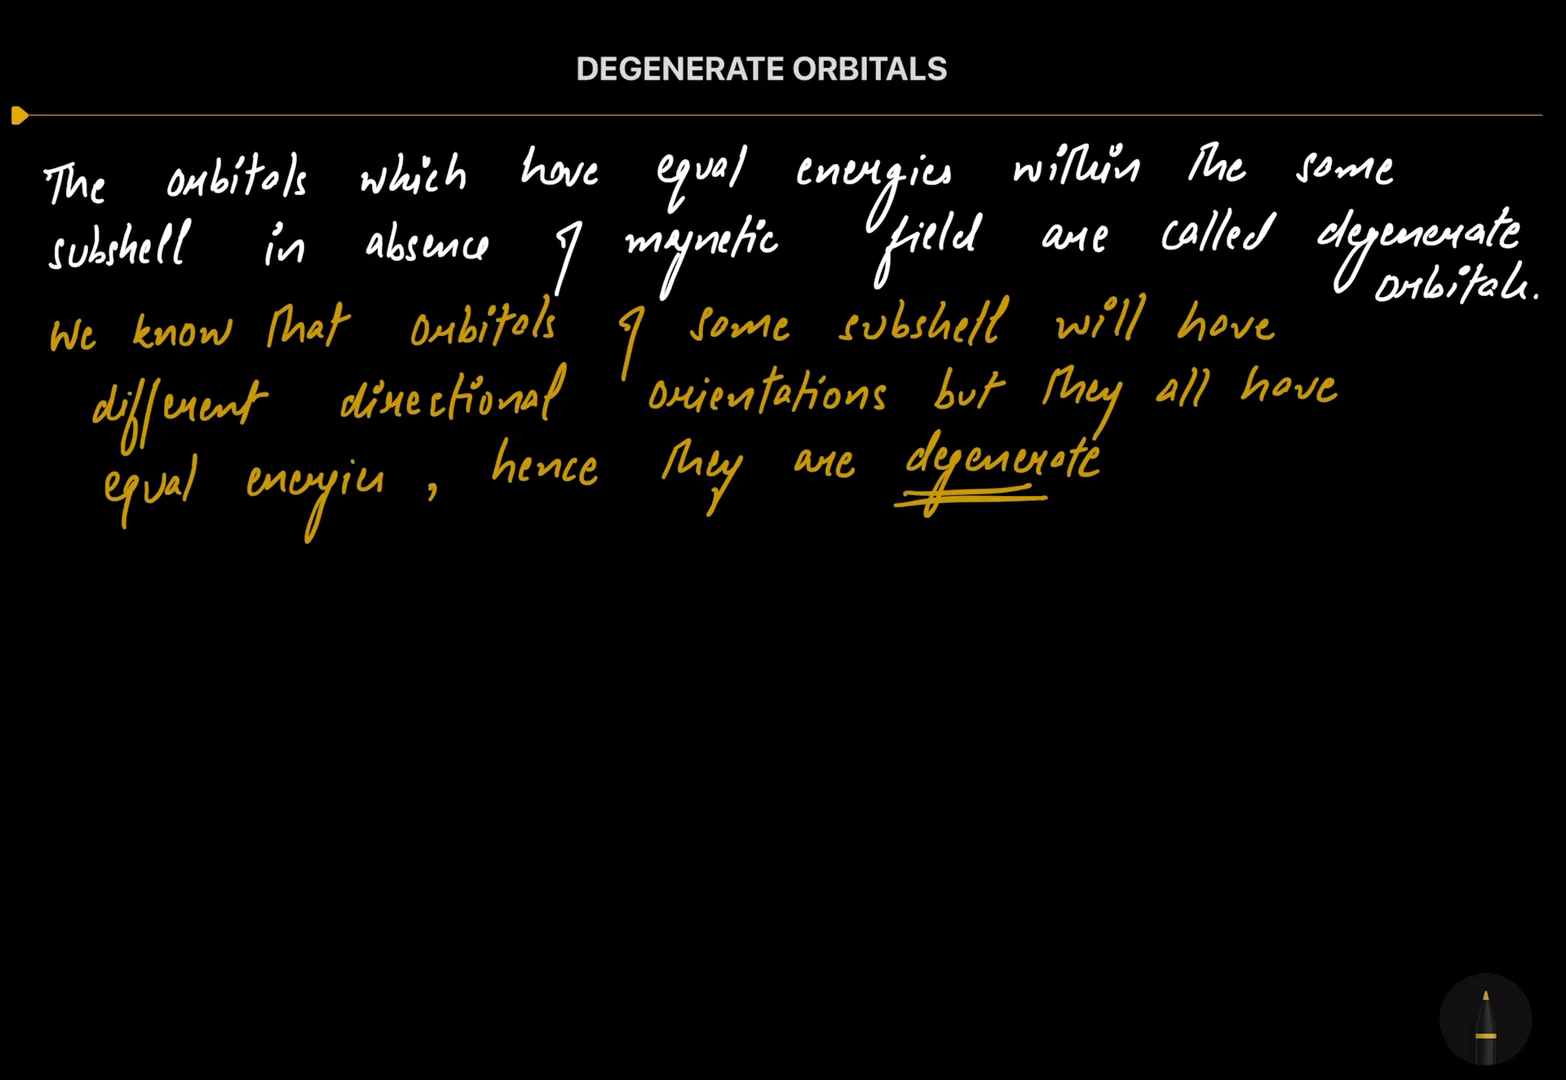 DEGENERATE ORBITALS
The orbitals which have equal energies within the same
subshell in absence of magnetic field are called degenerate
orbitals.
We know that orbitals of same subshell will have
different directional orientations but they all have
equal energies, hence they are degenerate